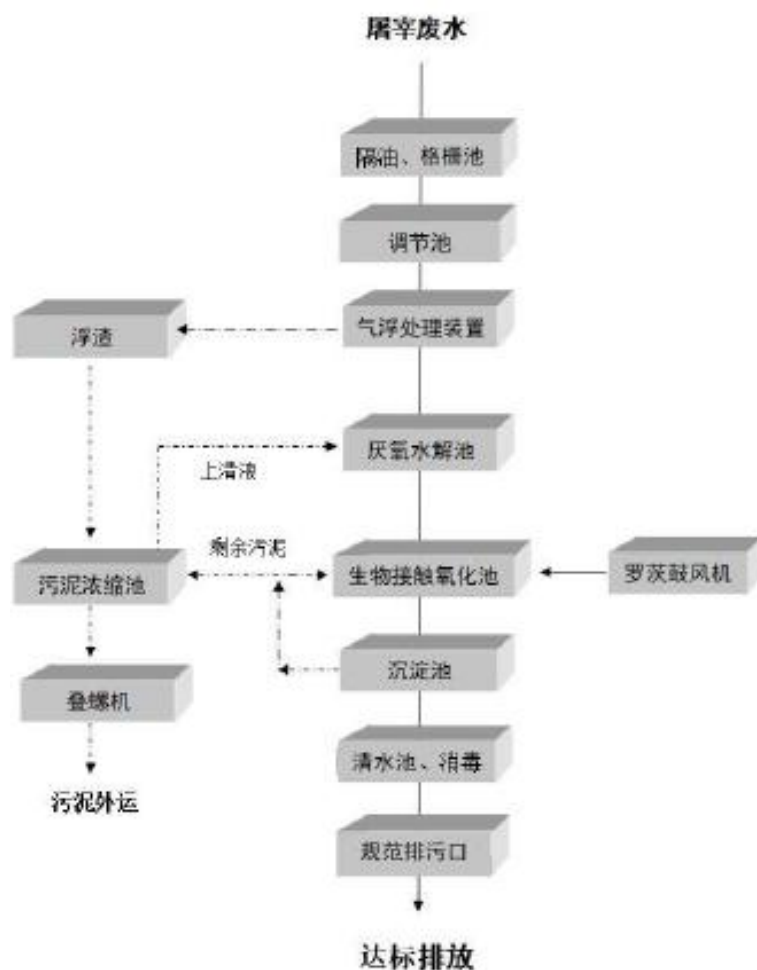 屠宰废水
隔油、格栅池
调节池
气浮处理装置
浮渣
厌氧水解池
上清液
剩余污泥
污泥浓缩池
生物接触氧化池
罗茨鼓风机
沉淀池
叠螺机
清水池、消毒
污泥外运
规范排污口
达标排放